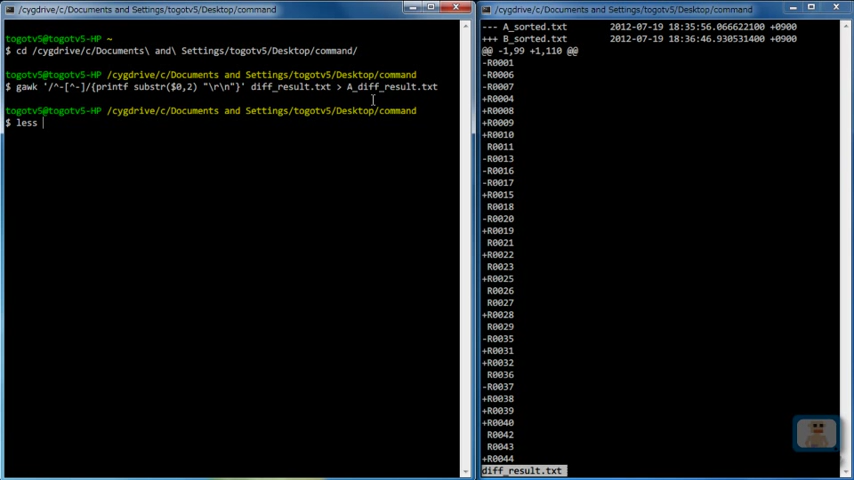 /cygdrive/c/Documents and Settings/togotv5/Desktop/command
togotv5@togotv5-HP ~
$ cd /cygdrive/c/Documents\ and\ Settings/togotv5/Desktop/command/
togotv5@togotv5-HP /cygdrive/c/Documents and Settings/togotv5/Desktop/command
$ gawk '/^-[^-]/{printf substr($0,2) "\r\n"}' diff_result.txt > A_diff_result.txt
togotv5@togotv5-HP /cygdrive/c/Documents and Settings/togotv5/Desktop/command
$ less
/cygdrive/c/Documents and Settings/togotv5/Desktop/command
--- A_sorted.txt 2012-07-19 18:35:56.066622100 +0900
+++ B_sorted.txt 2012-07-19 18:36:46.930531400 +0900
@@ -1,99 +1,110 @@
-R0001
-R0006
-R0007
+R0004
+R0008
+R0009
+R0010
 R0011
-R0013
-R0016
-R0017
+R0015
 R0018
-R0020
+R0019
 R0021
+R0022
 R0023
+R0025
 R0026
 R0027
+R0028
 R0029
-R0035
+R0031
+R0032
 R0036
-R0037
+R0038
+R0039
+R0040
 R0042
 R0043
+R0044
diff_result.txt